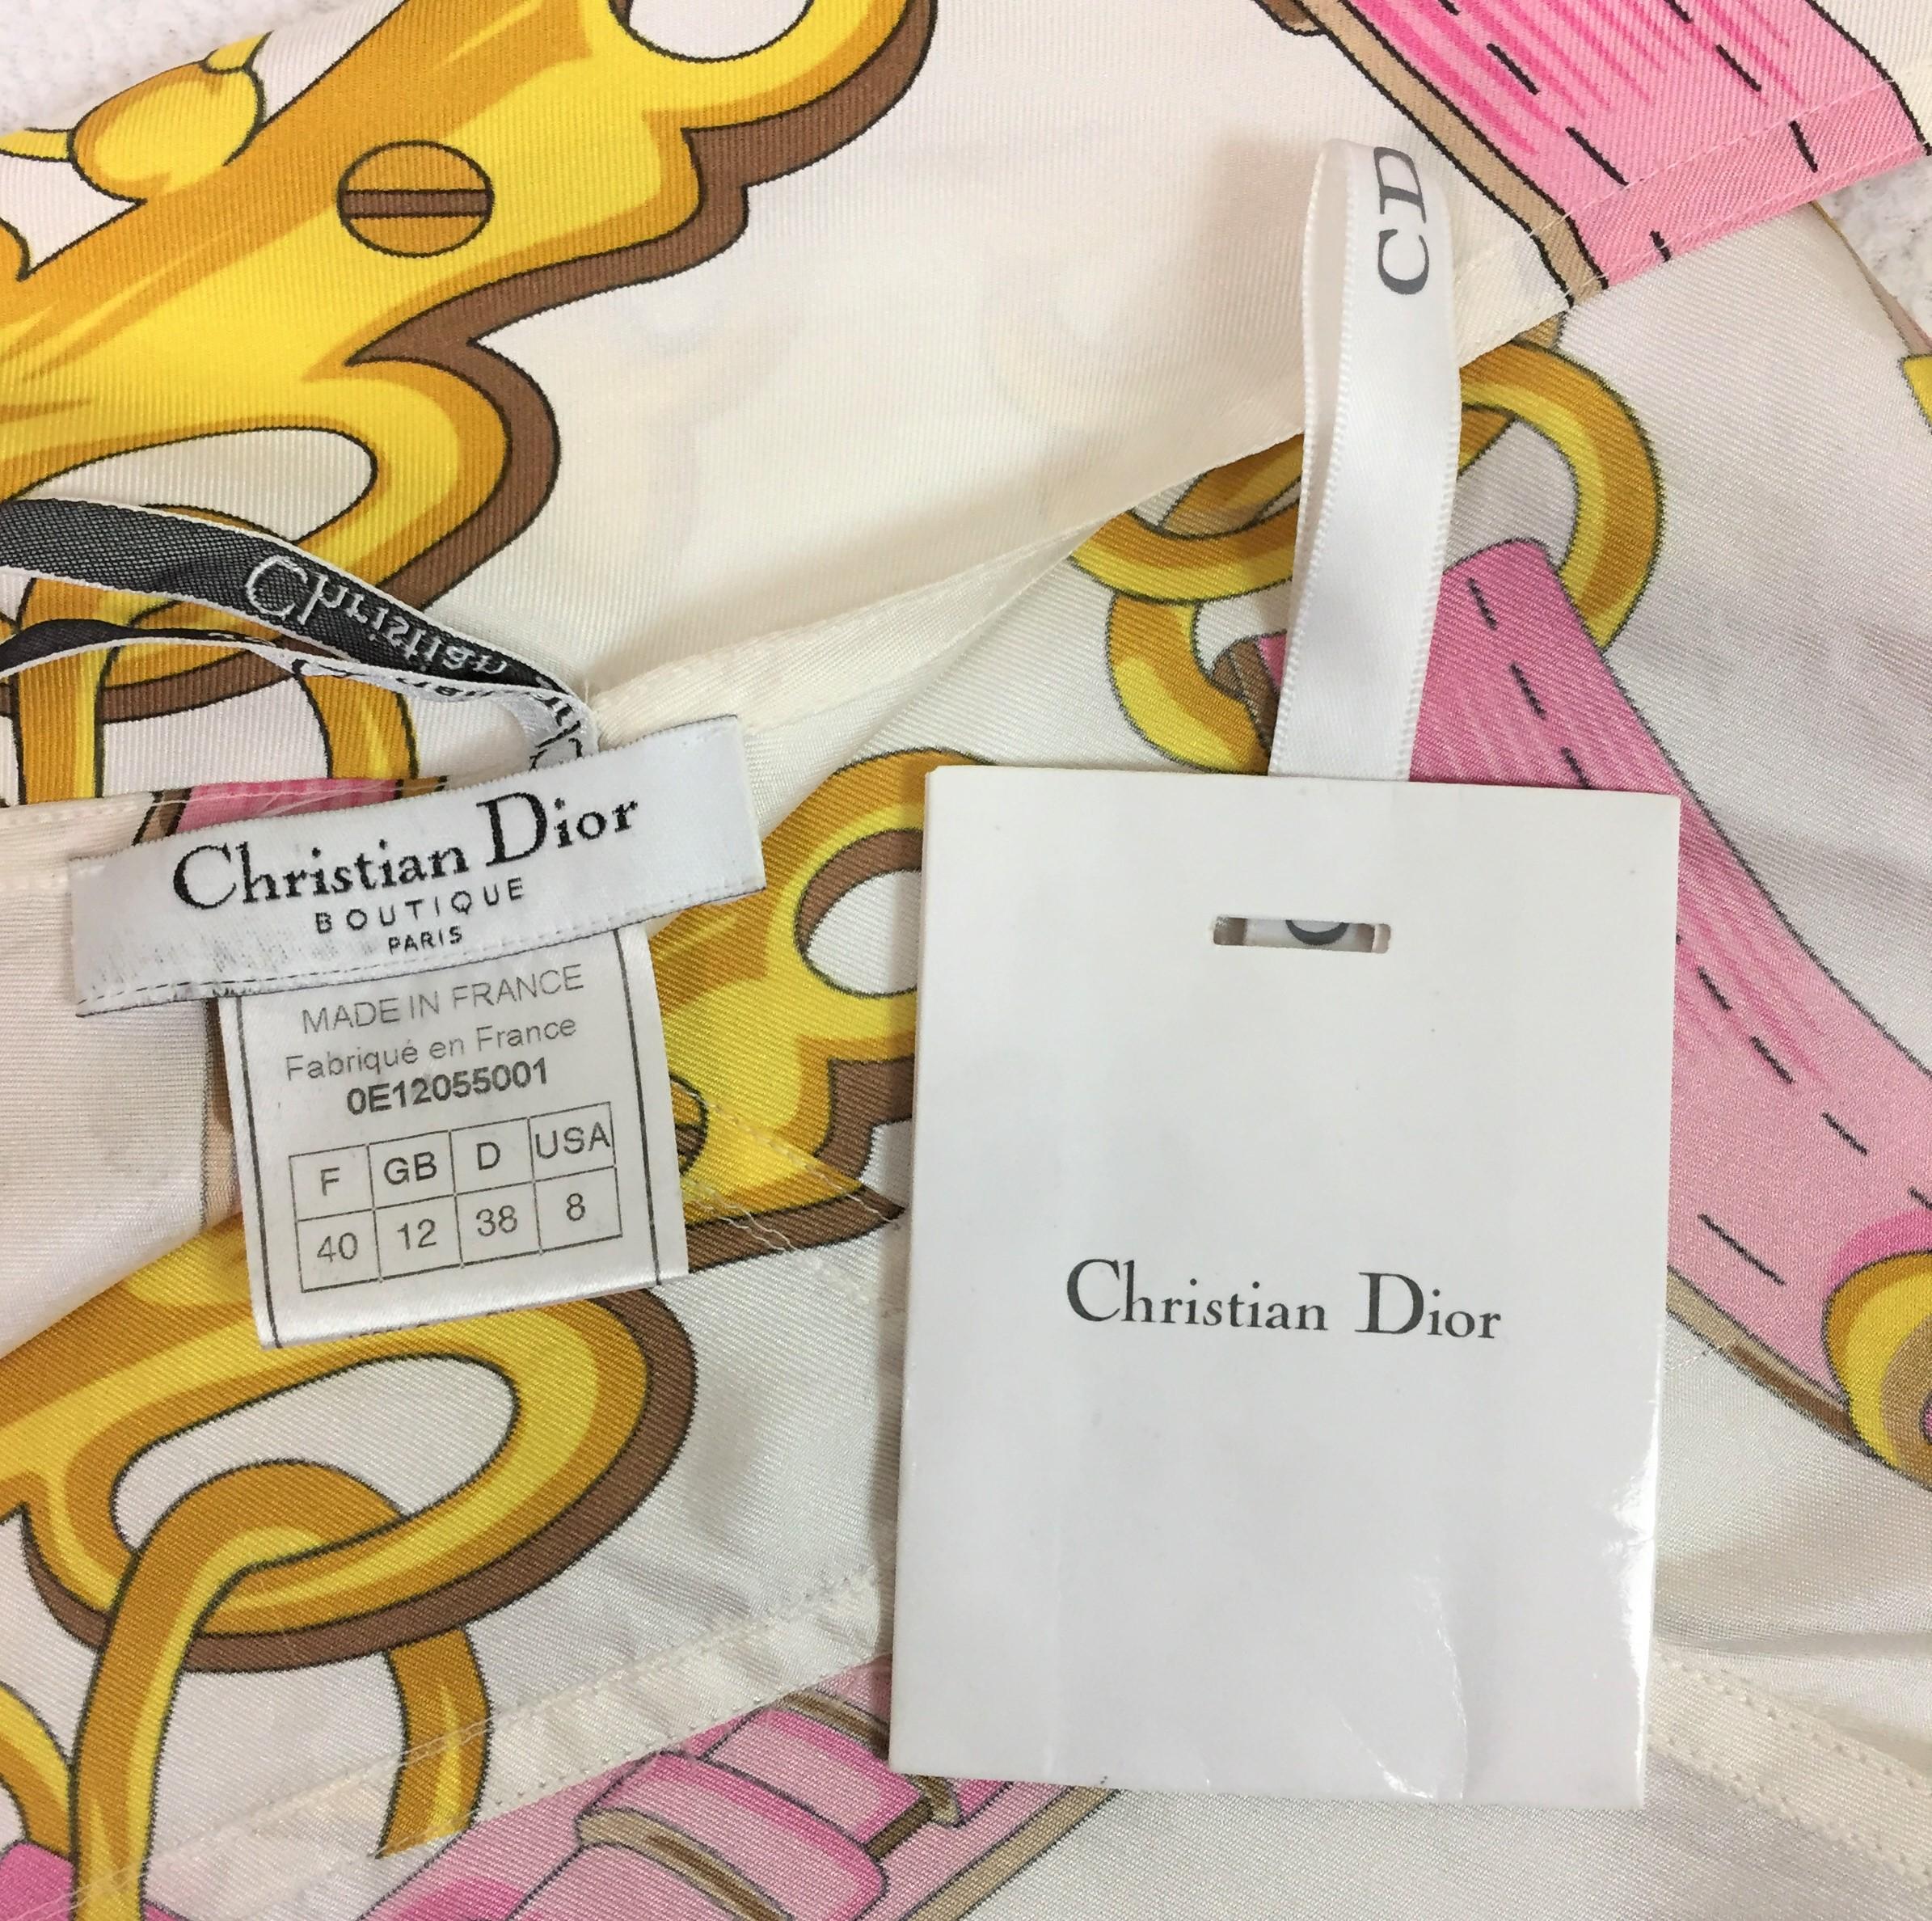 CD
Christian
Christian Dior
BOUTIQUE
PARIS
MADE IN FRANCE
Fabriqué en France
0E12055001
F GB D USA
40 12 38 8
Christian Dior